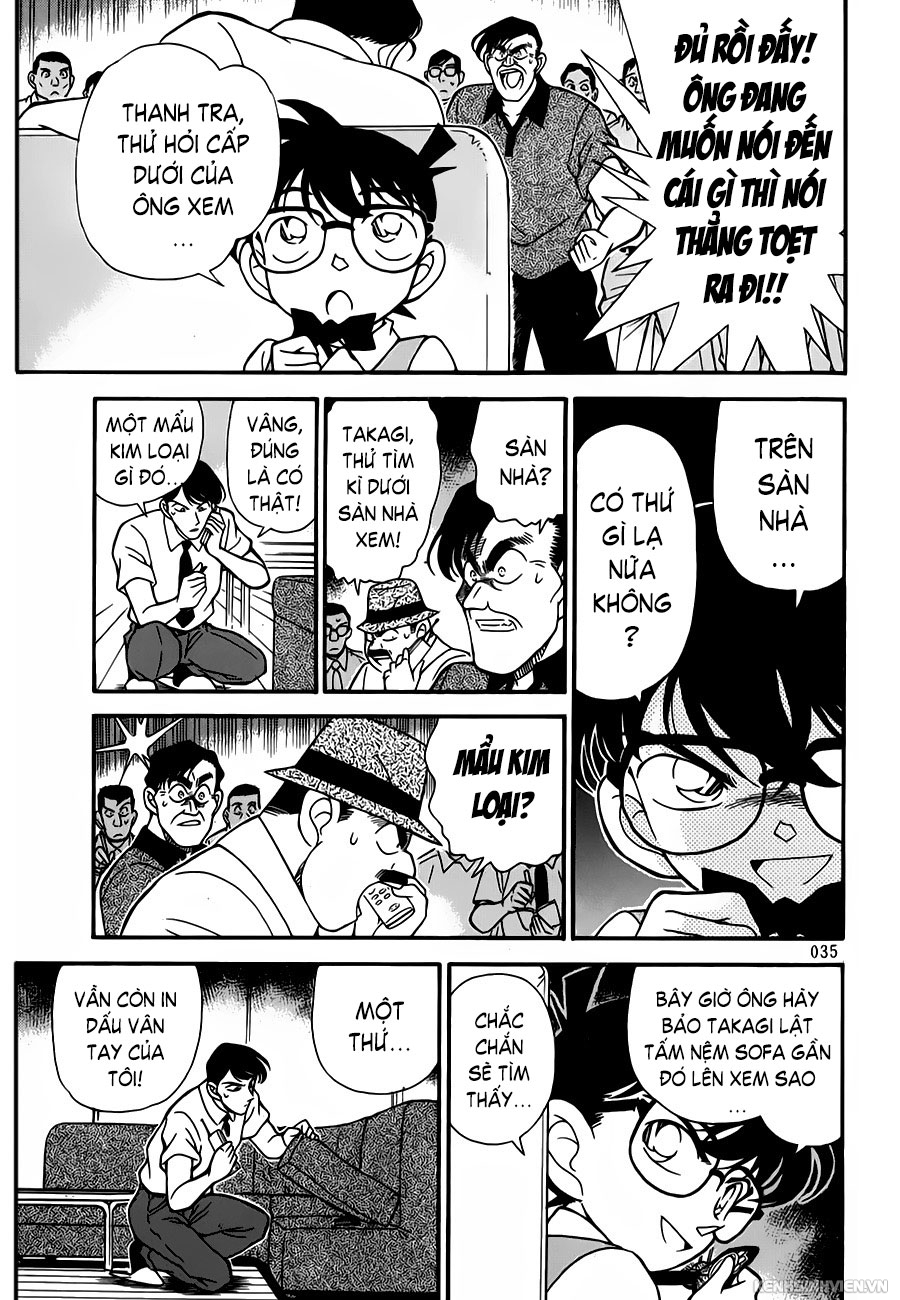 ĐỦ RỒI ĐẤY!
ÔNG ĐANG
MUỐN NÓI ĐẾN
CÁI GÌ THÌ NÓI
THẲNG TOẸT
RA ĐI!!
THANH TRA,
THỬ HỎI CẤP
DƯỚI CỦA
ÔNG XEM
...
TRÊN
SÀN
NHÀ
...
CÓ THỨ
GÌ LẠ
NỮA
KHÔNG
?
SÀN
NHÀ?
TAKAGI,
THỬ TÌM
KĨ DƯỚI
SÀN NHÀ
XEM!
VÂNG,
ĐÚNG
LÀ CÓ
THẬT!
MỘT MẨU
KIM LOẠI
GÌ ĐÓ...
MẨU KIM
LOẠI?
035
BÂY GIỜ ÔNG HÃY
BẢO TAKAGI LẬT
TẤM NỆM SOFA GẦN
ĐÓ LÊN XEM SAO
...
CHẮC
CHẮN
SẼ TÌM
THẤY...
MỘT
THỨ...
VẪN CÒN IN
DẤU VÂN
TAY CỦA
TÔI!